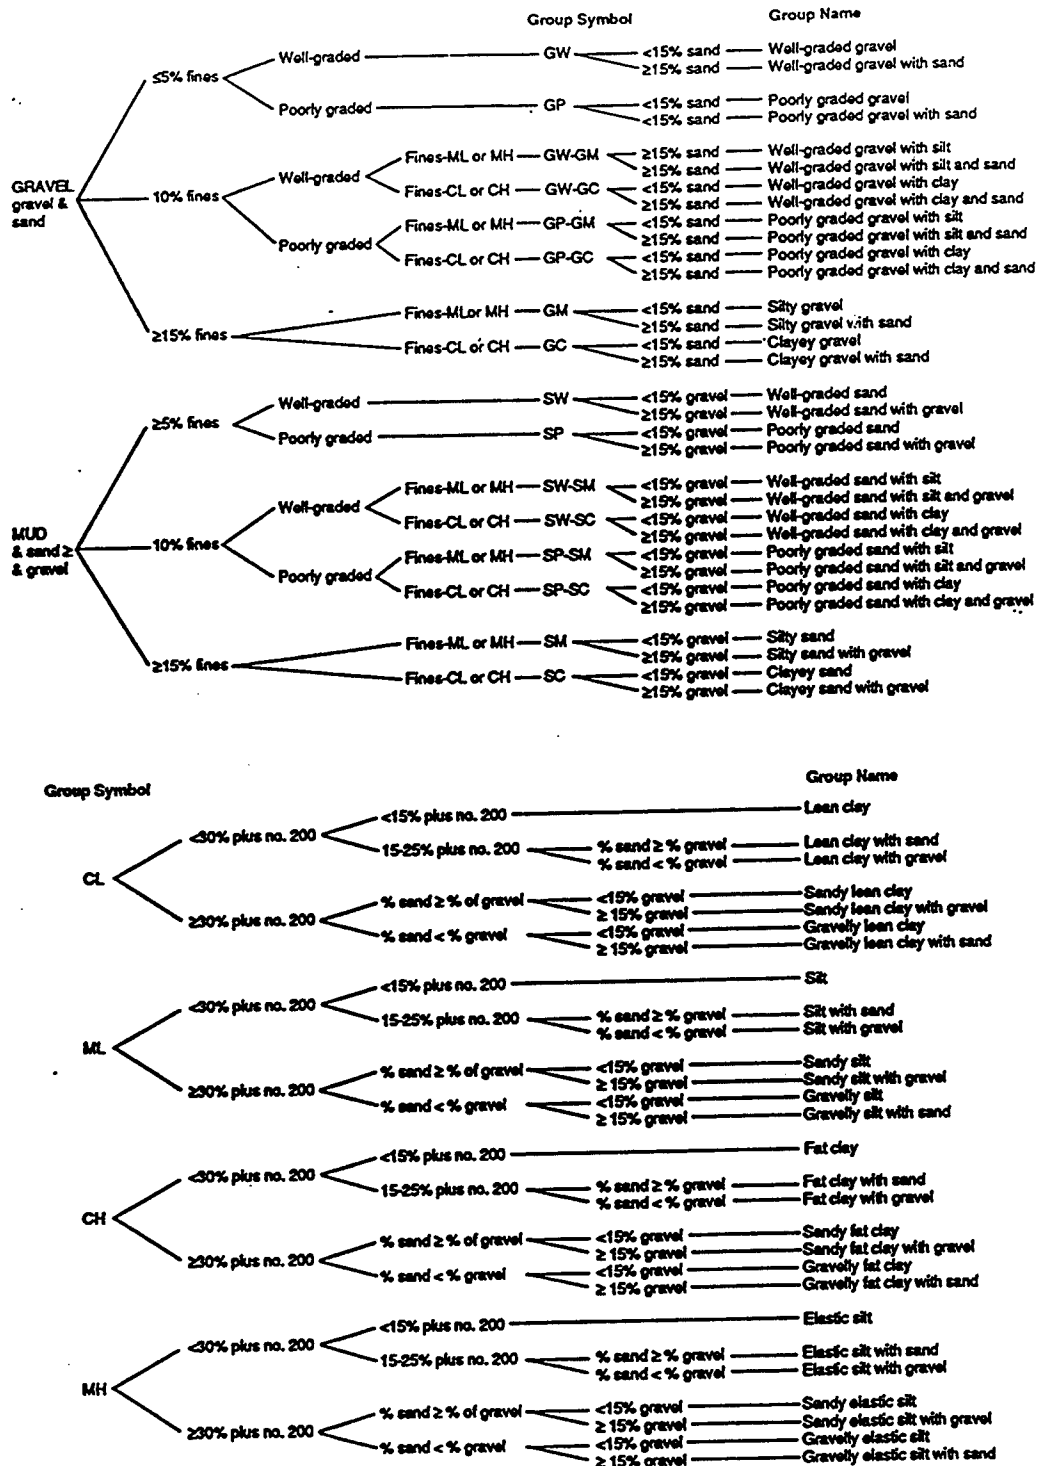 Group Symbol Group Name
≤5% fines Well-graded GW <15% sand Well-graded gravel
≥15% sand Well-graded gravel with sand
Poorly graded GP <15% sand Poorly graded gravel
<15% sand Poorly graded gravel with sand
GRAVEL
gravel &
sand
10% fines Well-graded Fines-ML or MH GW-GM ≥15% sand Well-graded gravel with silt
≥15% sand Well-graded gravel with silt and sand
Fines-CL or CH GW-GC <15% sand Well-graded gravel with clay
≥15% sand Well-graded gravel with clay and sand
Poorly graded Fines-ML or MH GP-GM <15% sand Poorly graded gravel with silt
≥15% sand Poorly graded gravel with silt and sand
Fines-CL or CH GP-GC <15% sand Poorly graded gravel with clay
≥15% sand Poorly graded gravel with clay and sand
≥15% fines Fines-MLor MH GM <15% sand Silty gravel
≥15% sand Silty gravel with sand
Fines-CL or CH GC <15% sand Clayey gravel
≥15% sand Clayey gravel with sand
≥5% fines Well-graded SW <15% gravel Well-graded sand
≥15% gravel Well-graded sand with gravel
Poorly graded SP <15% gravel Poorly graded sand
≥15% gravel Poorly graded sand with gravel
MUD
& sand ≥
& gravel
10% fines Well-graded Fines-ML or MH SW-SM <15% gravel Well-graded sand with silt
≥15% gravel Well-graded sand with silt and gravel
Fines-CL or CH SW-SC <15% gravel Well-graded sand with clay
≥15% gravel Well-graded sand with clay and gravel
Poorly graded Fines-ML or MH SP-SM <15% gravel Poorly graded sand with silt
≥15% gravel Poorly graded sand with silt and gravel
Fines-CL or CH SP-SC <15% gravel Poorly graded sand with clay
≥15% gravel Poorly graded sand with clay and gravel
≥15% fines Fines-ML or MH SM <15% gravel Silty sand
≥15% gravel Silty sand with gravel
Fines-CL or CH SC <15% gravel Clayey sand
≥15% gravel Clayey sand with gravel
Group Symbol Group Name
CL <30% plus no. 200 <15% plus no. 200 Lean clay
15-25% plus no. 200 % sand ≥ % gravel Lean clay with sand
% sand < % gravel Lean clay with gravel
≥30% plus no. 200 % sand ≥ % of gravel <15% gravel Sandy lean clay
≥ 15% gravel Sandy lean clay with gravel
% sand < % gravel <15% gravel Gravelly lean clay
≥ 15% gravel Gravelly lean clay with sand
ML <30% plus no. 200 <15% plus no. 200 Silt
15-25% plus no. 200 % sand ≥ % gravel Silt with sand
% sand < % gravel Silt with gravel
≥30% plus no. 200 % sand ≥ % of gravel <15% gravel Sandy silt
≥ 15% gravel Sandy silt with gravel
% sand < % gravel <15% gravel Gravelly silt
≥ 15% gravel Gravelly silt with sand
CH <30% plus no. 200 <15% plus no. 200 Fat clay
15-25% plus no. 200 % sand ≥ % gravel Fat clay with sand
% sand < % gravel Fat clay with gravel
≥30% plus no. 200 % sand ≥ % of gravel <15% gravel Sandy fat clay
≥ 15% gravel Sandy fat clay with gravel
% sand < % gravel <15% gravel Gravelly fat clay
≥ 15% gravel Gravelly fat clay with sand
MH <30% plus no. 200 <15% plus no. 200 Elastic silt
15-25% plus no. 200 % sand ≥ % gravel Elastic silt with sand
% sand < % gravel Elastic silt with gravel
≥30% plus no. 200 % sand ≥ % of gravel <15% gravel Sandy elastic silt
≥ 15% gravel Sandy elastic silt with gravel
% sand < % gravel <15% gravel Gravelly elastic silt
≥ 15% gravel Gravelly elastic silt with sand